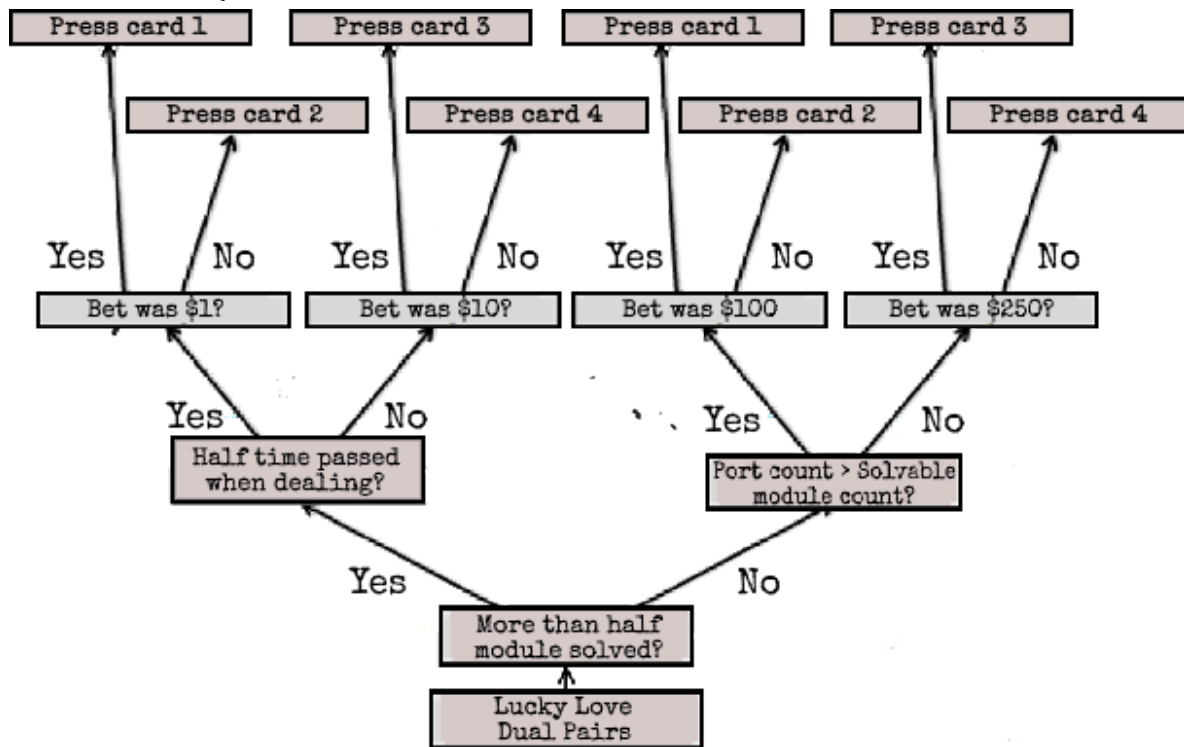 Press card 1
Press card 3
Press card 1
Press card 3
Press card 2
Press card 4
Press card 2
Press card 4
Yes
No
Yes
No
Yes
No
Yes
No
Bet was $1?
Bet was $10?
Bet was $100
Bet was $250?
Yes
No
Yes
No
Half time passed
when dealing?
Port count > Solvable
module count?
Yes
No
More than half
module solved?
Lucky Love
Dual Pairs